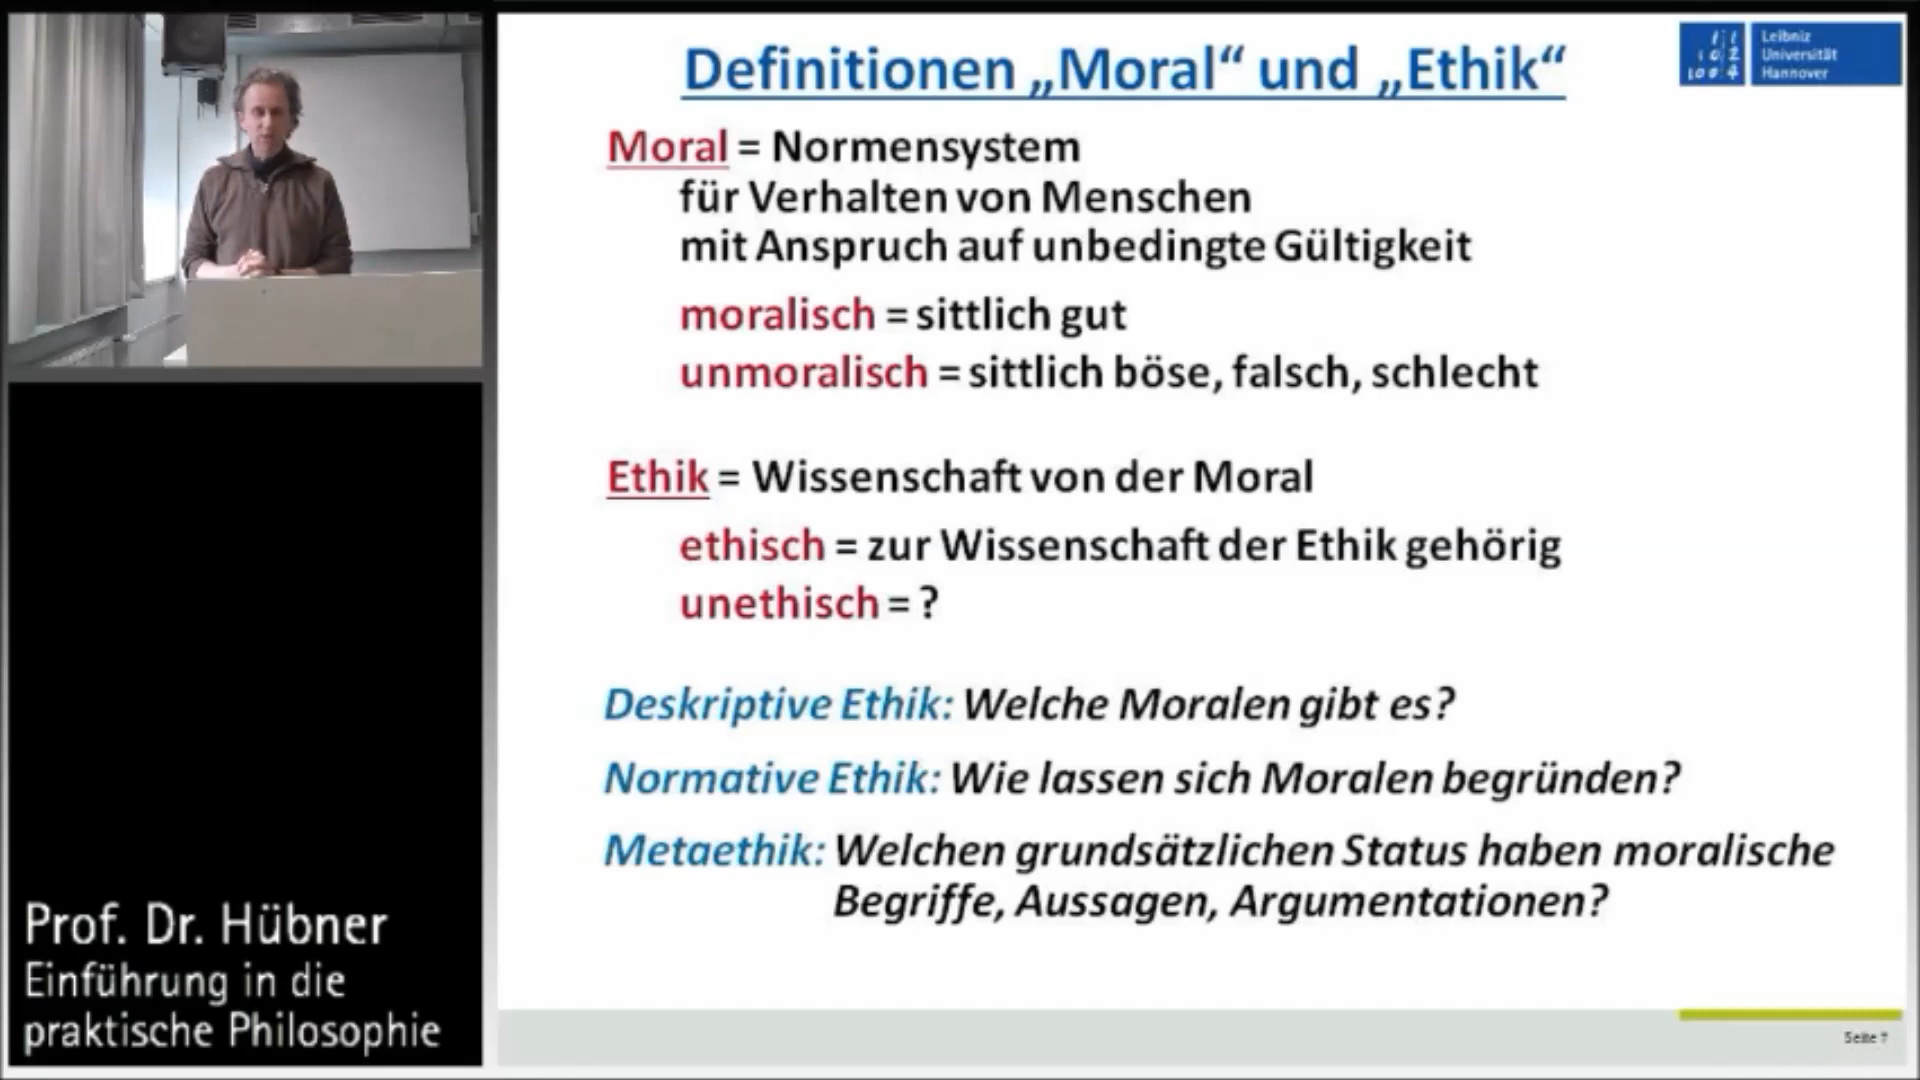 Definitionen „Moral“ und „Ethik“
Leibniz
Universität
Hannover
Moral = Normensystem
für Verhalten von Menschen
mit Anspruch auf unbedingte Gültigkeit
moralisch = sittlich gut
unmoralisch = sittlich böse, falsch, schlecht
Ethik = Wissenschaft von der Moral
ethisch = zur Wissenschaft der Ethik gehörig
unethisch = ?
Deskriptive Ethik: Welche Moralen gibt es?
Normative Ethik: Wie lassen sich Moralen begründen?
Metaethik: Welchen grundsätzlichen Status haben moralische
Begriffe, Aussagen, Argumentationen?
Prof. Dr. Hübner
Einführung in die
praktische Philosophie
Seite 7